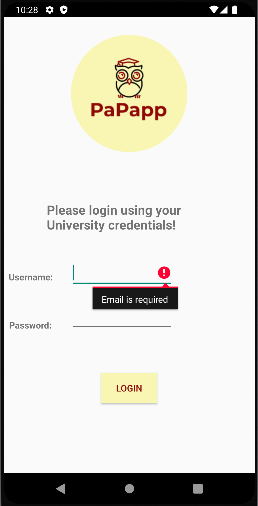 10:28
PaPapp
Please login using your
University credentials!
Username:
Email is required
Password:
LOGIN